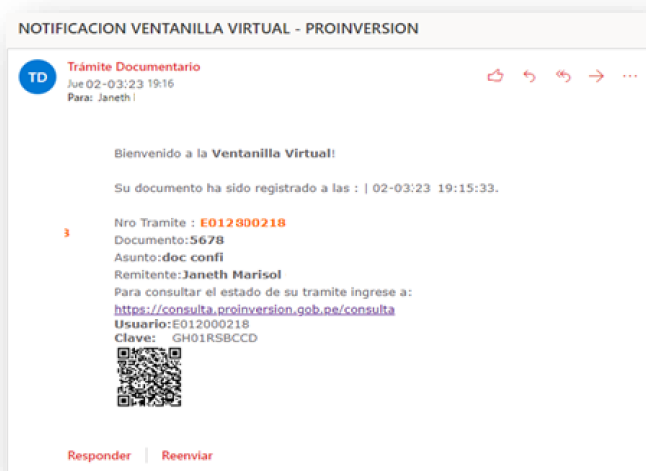 NOTIFICACION VENTANILLA VIRTUAL - PROINVERSION
TD
Trámite Documentario
Jue 02-03:23 19:16
Para: Janeth
Bienvenido a la Ventanilla Virtual!
Su documento ha sido registrado a las : | 02-03:23 19:15:33.
Nro Tramite : E012300218
Documento:5678
Asunto:doc confi
Remitente:Janeth Marisol
Para consultar el estado de su tramite ingrese a:
https://consulta.proinversion.gob.pe/consulta
Usuario:E012000218
Clave: GH01RSBCCD
Responder | Reenviar